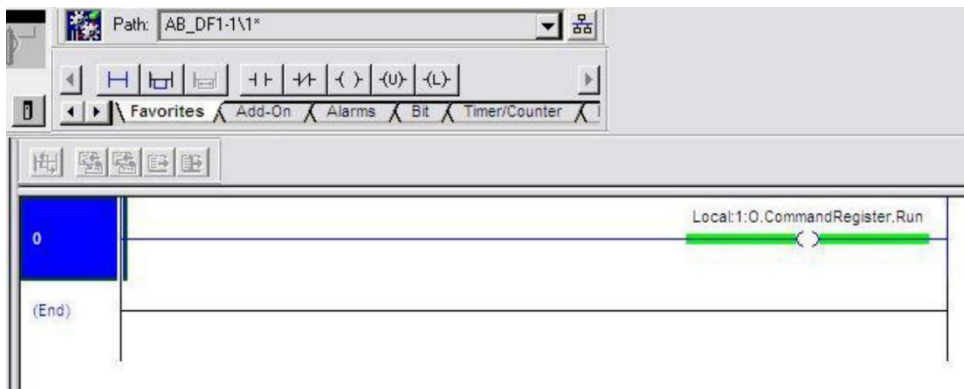 Path: AB_DF1-1\1*
Favorites Add-On Alarms Bit Timer/Counter
Local:1:O.CommandRegister.Run
0
(End)